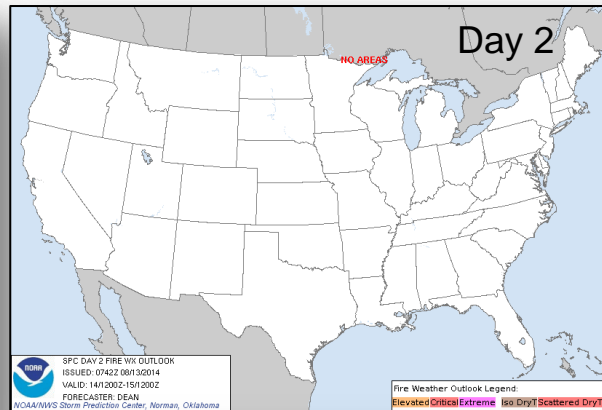 Day 2
NO AREAS
SPC DAY 2 FIRE WX OUTLOOK
ISSUED: 0742Z 08/13/2014
VALID: 14/1200Z-15/1200Z
FORECASTER: DEAN
NOAA/NWS Storm Prediction Center, Norman, Oklahoma
NOAA
Fire Weather Outlook Legend:
Elevated Critical Extreme Iso DryT Scattered DryT